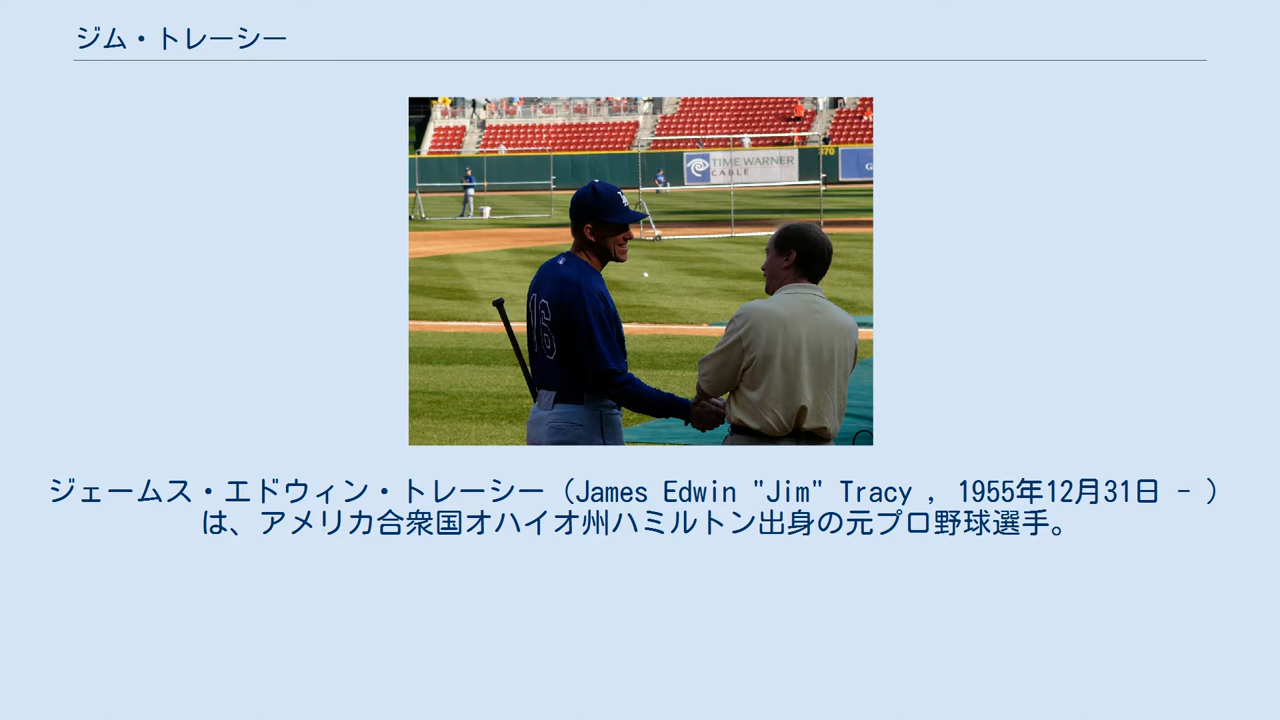 ジム・トレーシー
TIME WARNER
CABLE
370
G
16
ジェームス・エドウィン・トレーシー（James Edwin "Jim" Tracy , 1955年12月31日 - ）
は、アメリカ合衆国オハイオ州ハミルトン出身の元プロ野球選手。